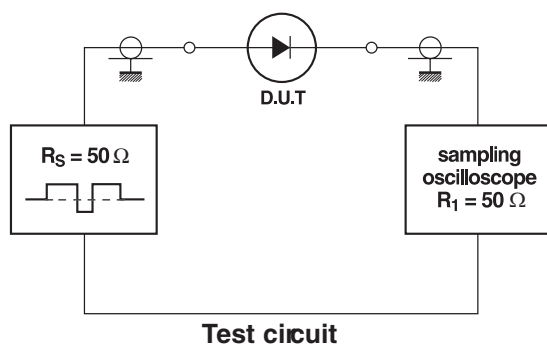 D.U.T
R_S = 50 Ω
sampling
oscilloscope
R_1 = 50 Ω
Test circuit